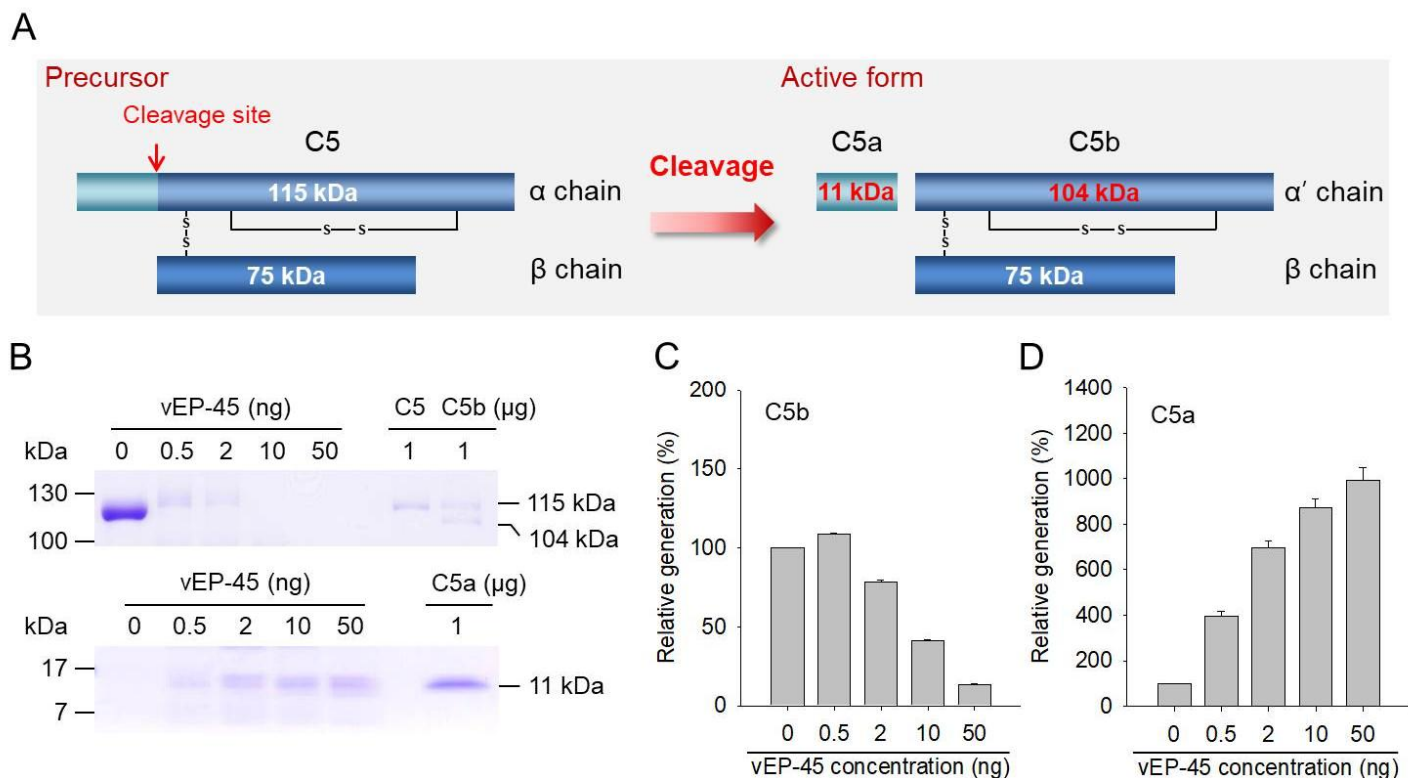 A
Precursor
Active form
Cleavage site
C5
C5a
C5b
Cleavage
115 kDa
α chain
11 kDa
104 kDa
α′ chain
s
s
s s
s
s
s s
75 kDa
β chain
75 kDa
β chain
B
vEP-45 (ng)
C5 C5b (µg)
kDa 0 0.5 2 10 50 1 1
130
115 kDa
100
104 kDa
vEP-45 (ng)
C5a (µg)
kDa 0 0.5 2 10 50 1
17
11 kDa
7
C
C5b
Relative generation (%)
200
150
100
50
0
0 0.5 2 10 50
vEP-45 concentration (ng)
D
C5a
Relative generation (%)
1400
1200
1000
800
600
400
200
0
0 0.5 2 10 50
vEP-45 concentration (ng)